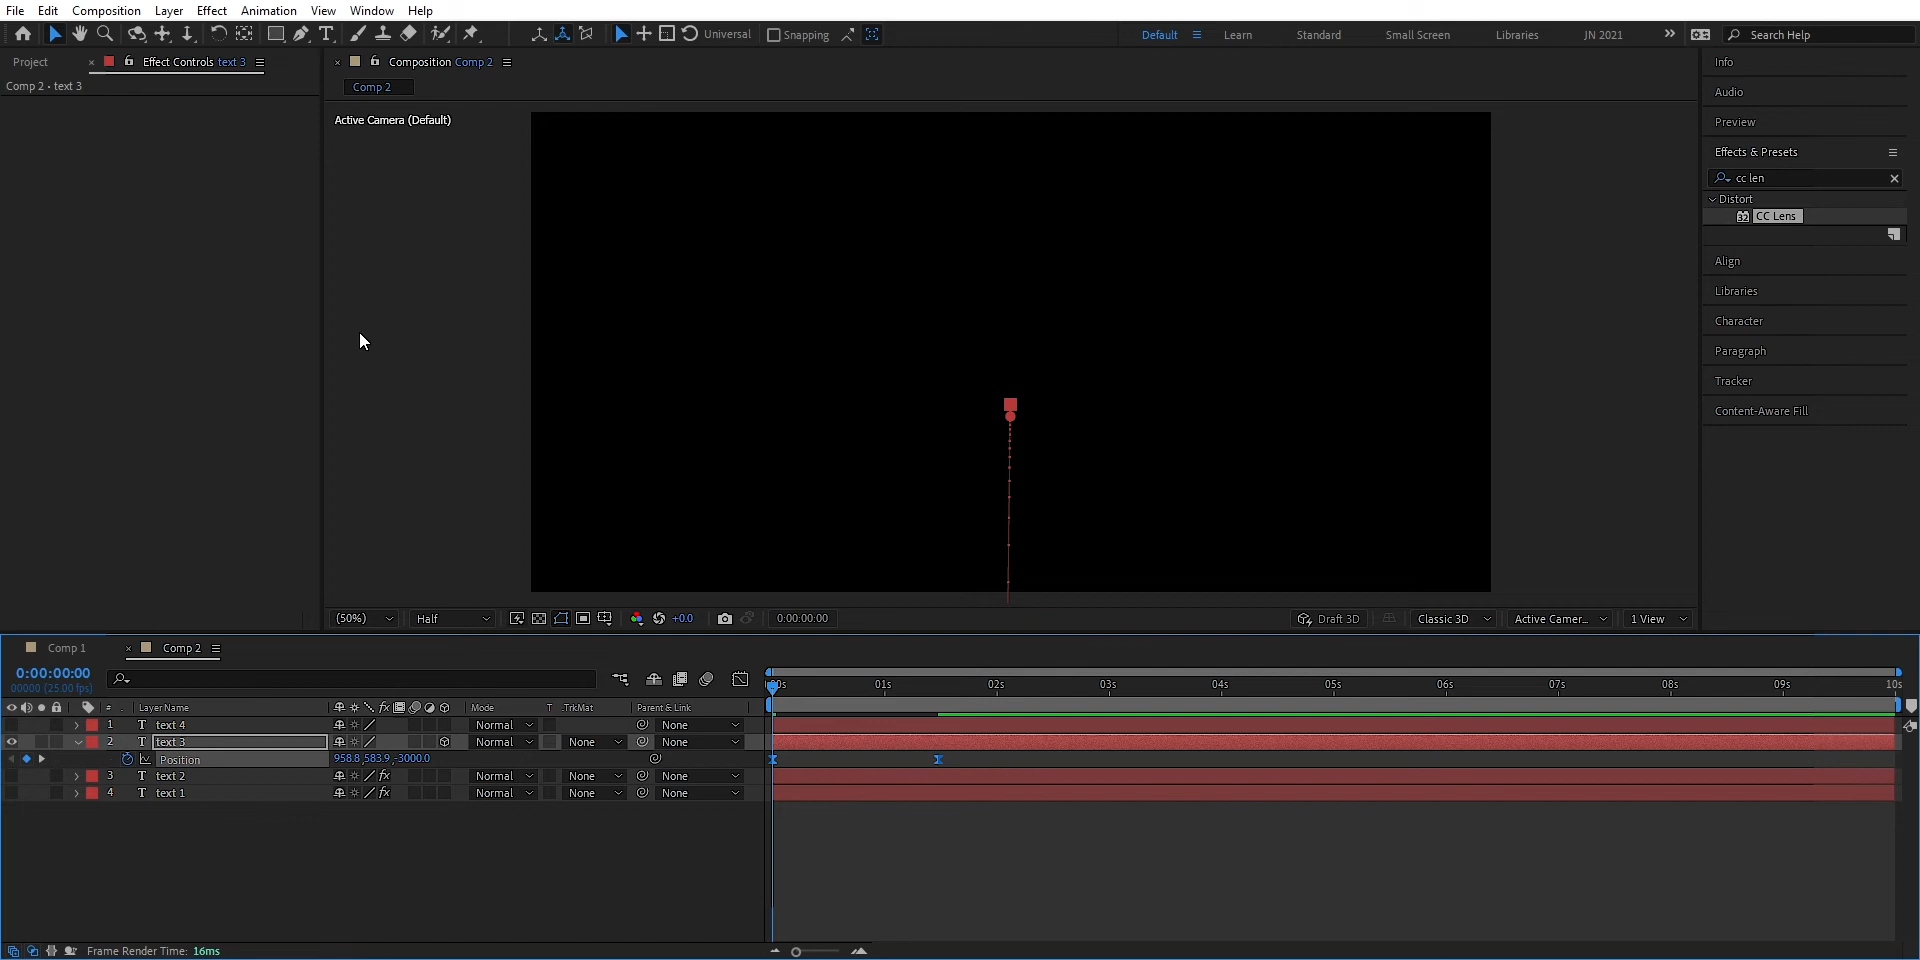 File Edit Composition Layer Effect Animation View Window Help
Universal Snapping Default Learn Standard Small Screen Libraries JN 2021 Search Help
Project Effect Controls text 3 Composition Comp 2 Info
Comp 2 • text 3 Comp 2
Audio
Active Camera (Default)
Preview
Effects & Presets
cc len
Distort
CC Lens
Align
Libraries
Character
Paragraph
Tracker
Content-Aware Fill
(50%) Half +0.0 0:00:00:00 Draft 3D Classic 3D Active Camer... 1 View
Comp 1 Comp 2
0:00:00:00
00000 (25.00 fps)
01s 02s 03s 04s 05s 06s 07s 08s 09s 10s
# Layer Name fx Mode T .TrkMat Parent & Link
1 T text 4 Normal None
2 T text 3 Normal None None
Position 958.8,583.9,-3000.0
3 T text 2 fx Normal None None
4 T text 1 fx Normal None None
Frame Render Time: 16ms